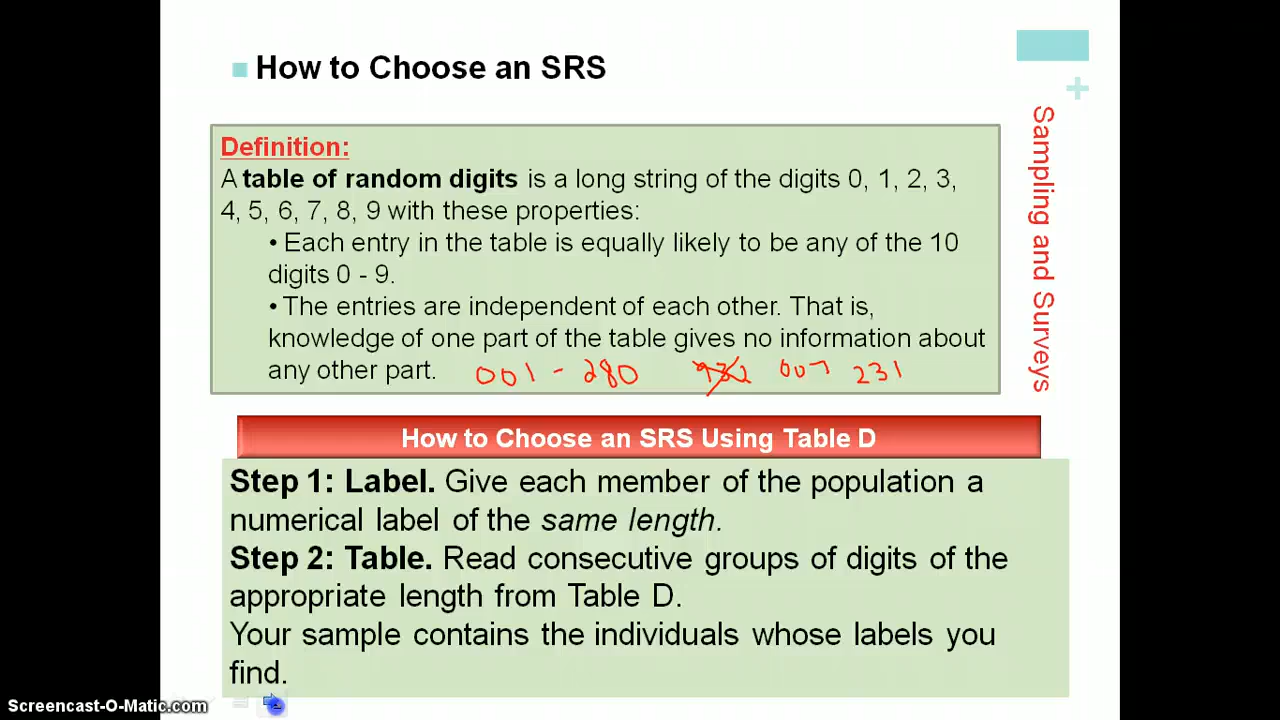 How to Choose an SRS
+
Sampling and Surveys
Definition:
A table of random digits is a long string of the digits 0, 1, 2, 3,
4, 5, 6, 7, 8, 9 with these properties:
• Each entry in the table is equally likely to be any of the 10
digits 0 - 9.
• The entries are independent of each other. That is,
knowledge of one part of the table gives no information about
any other part. 001 - 280 932 007 231
How to Choose an SRS Using Table D
Step 1: Label. Give each member of the population a
numerical label of the same length.
Step 2: Table. Read consecutive groups of digits of the
appropriate length from Table D.
Your sample contains the individuals whose labels you
find.
Screencast-O-Matic.com